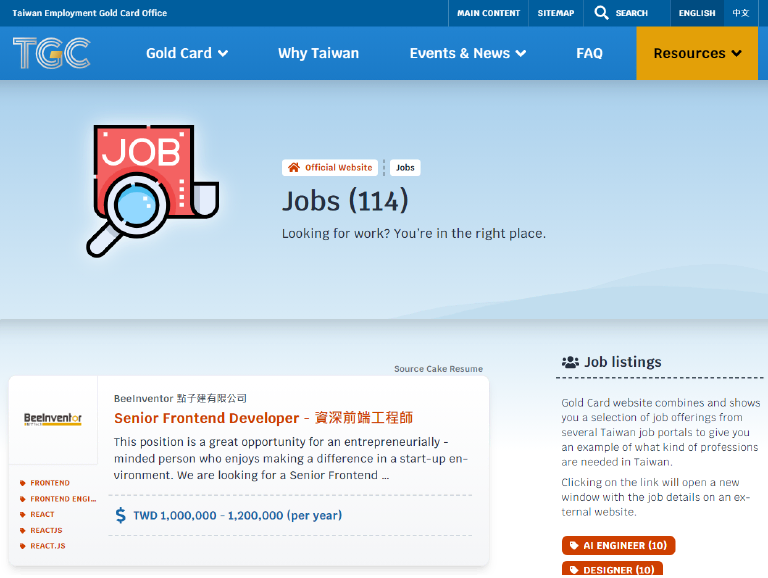 Taiwan Employment Gold Card Office
MAIN CONTENT
SITEMAP
SEARCH
ENGLISH
中文
TGC
Gold Card
Why Taiwan
Events & News
FAQ
Resources
JOB
Official Website
Jobs
Jobs (114)
Looking for work? You're in the right place.
Source Cake Resume
BeeInventor
BeeInventor 點子建有限公司
Senior Frontend Developer - 資深前端工程師
This position is a great opportunity for an entrepreneurially -
minded person who enjoys making a difference in a start-up en-
vironment. We are looking for a Senior Frontend ...
FRONTEND
FRONTEND ENGI...
REACT
REACTJS
REACT.JS
$ TWD 1,000,000 - 1,200,000 (per year)
Job listings
Gold Card website combines and shows
you a selection of job offerings from
several Taiwan job portals to give you
an example of what kind of professions
are needed in Taiwan.
Clicking on the link will open a new
window with the job details on an ex-
ternal website.
AI ENGINEER (10)
DESIGNER (10)